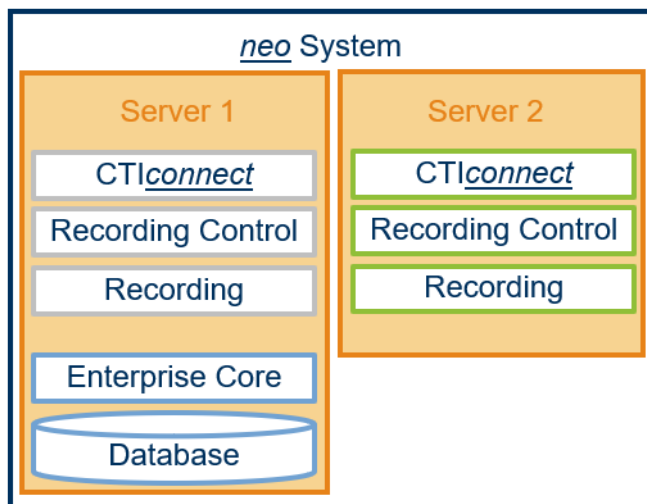 neo System
Server 1
CTIconnect
Recording Control
Recording
Enterprise Core
Database
Server 2
CTIconnect
Recording Control
Recording